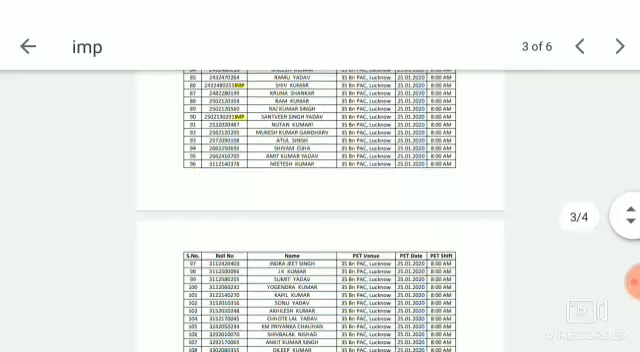 imp
3 of 6
85 2432470264 RAMU YADAV 35 Bn PAC, Lucknow 25.01.2020 8:00 AM
86 2432480215IMP SHIV KUMAR 35 Bn PAC, Lucknow 25.01.2020 8:00 AM
87 2482280193 KRUNA SHANKAR 35 Bn PAC, Lucknow 25.01.2020 8:00 AM
88 2502120303 RAM KUMAR 35 Bn PAC, Lucknow 25.01.2020 8:00 AM
89 2502120560 RAJ KUMAR SINGH 35 Bn PAC, Lucknow 25.01.2020 8:00 AM
90 2502130291IMP SANTVEER SINGH YADAV 35 Bn PAC, Lucknow 25.01.2020 8:00 AM
91 2532020487 NUTAN KUMARI 35 Bn PAC, Lucknow 25.01.2020 8:00 AM
92 2562120205 MUKESH KUMAR GANDHARV 35 Bn PAC, Lucknow 25.01.2020 8:00 AM
93 2572090108 ATUL SINGH 35 Bn PAC, Lucknow 25.01.2020 8:00 AM
94 2602250693 SHIVAM OJHA 35 Bn PAC, Lucknow 25.01.2020 8:00 AM
95 2662410705 AMIT KUMAR YADAV 35 Bn PAC, Lucknow 25.01.2020 8:00 AM
96 3112140378 NEETESH KUMAR 35 Bn PAC, Lucknow 25.01.2020 8:00 AM
3/4
S.No. Roll No Name PET Venue PET Date PET Shift
97 3112420403 INDRA JEET SINGH 35 Bn PAC, Lucknow 25.01.2020 8:00 AM
98 3112500096 J.K KUMAR 35 Bn PAC, Lucknow 25.01.2020 8:00 AM
99 3112580255 SUMIT YADAV 35 Bn PAC, Lucknow 25.01.2020 8:00 AM
100 3122060232 YOGENDRA KUMAR 35 Bn PAC, Lucknow 25.01.2020 8:00 AM
101 3122140270 KAPIL KUMAR 35 Bn PAC, Lucknow 25.01.2020 8:00 AM
102 3152010316 SONU YADAV 35 Bn PAC, Lucknow 25.01.2020 8:00 AM
103 3152020248 AKHILESH KUMAR 35 Bn PAC, Lucknow 25.01.2020 8:00 AM
104 3152170045 CHHOTE LAL YADAV 35 Bn PAC, Lucknow 25.01.2020 8:00 AM
105 3242050234 KM PRIYANKA CHAUHAN 35 Bn PAC, Lucknow 25.01.2020 8:00 AM
106 3292010070 SHIVBALAK NISHAD 35 Bn PAC, Lucknow 25.01.2020 8:00 AM
107 3292170065 ANKIT KUMAR SINGH 35 Bn PAC, Lucknow 25.01.2020 8:00 AM
108 3302080355 DILEEP KUMAR 35 Bn PAC, Lucknow 25.01.2020 8:00 AM